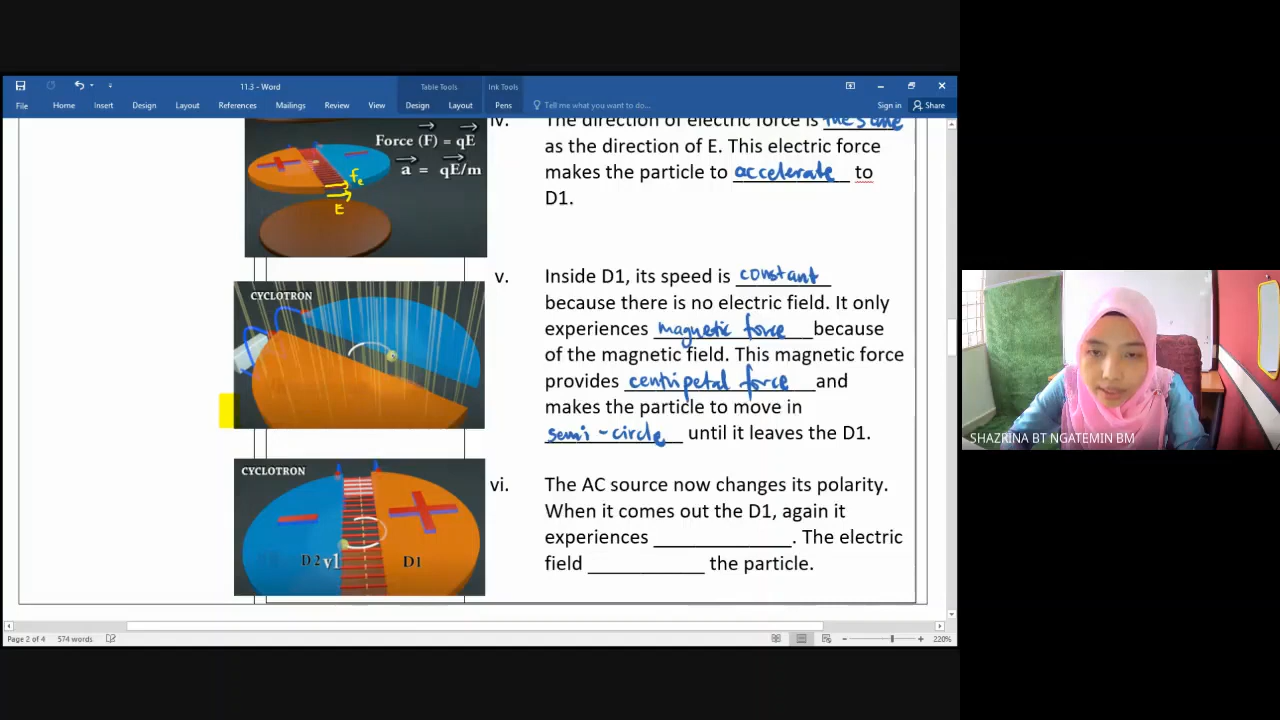 11.3 - Word
Table Tools
Ink Tools
File Home Insert Design Layout References Mailings Review View Design Layout Pens Tell me what you want to do... Sign in Share
Force (F) = qE
a = qE/m
E
iv. The direction of electric force is the same
as the direction of E. This electric force
makes the particle to accelerate to
D1.
CYCLOTRON
v. Inside D1, its speed is constant
because there is no electric field. It only
experiences magnetic force because
of the magnetic field. This magnetic force
provides centripetal force and
makes the particle to move in
semi-circle until it leaves the D1.
CYCLOTRON
D2 v1 D1
vi. The AC source now changes its polarity.
When it comes out the D1, again it
experiences _____________. The electric
field ___________ the particle.
SHAZRINA BT NGATEMIN BM
Page 2 of 4 574 words 220%